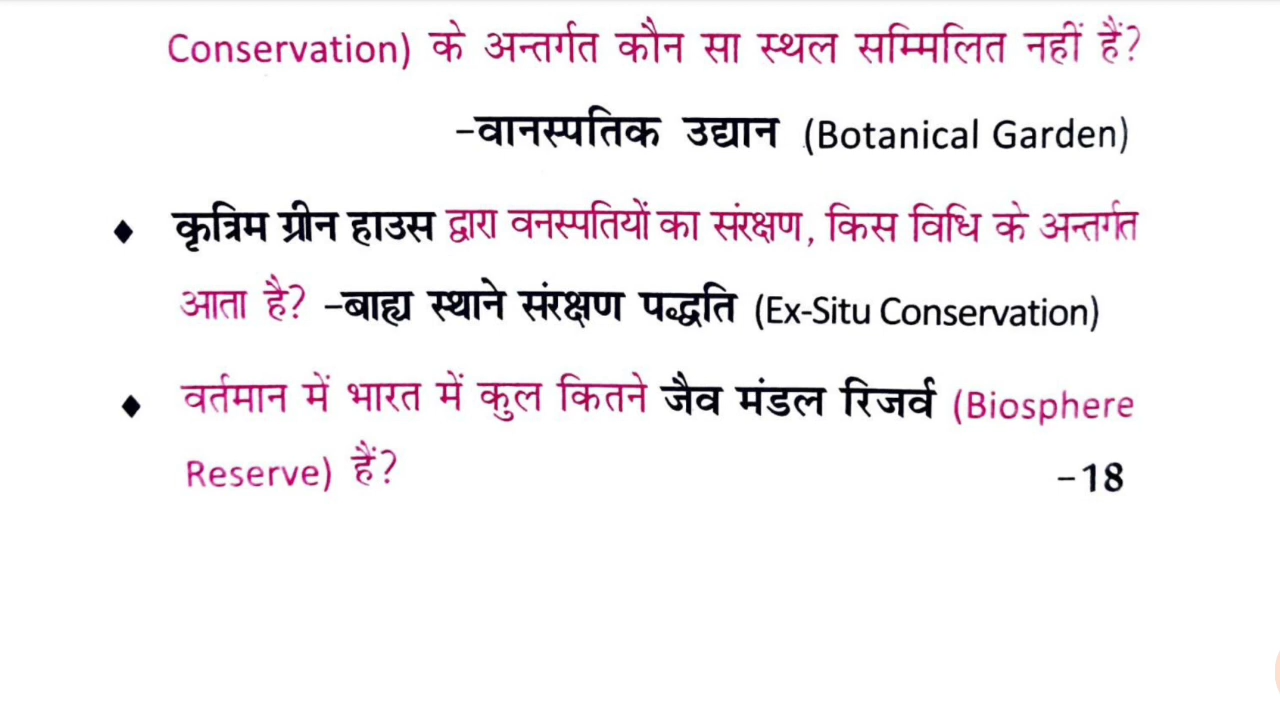 Conservation) के अन्तर्गत कौन सा स्थल सम्मिलित नहीं हैं?
-वानस्पतिक उद्यान (Botanical Garden)
♦ कृत्रिम ग्रीन हाउस द्वारा वनस्पतियों का संरक्षण, किस विधि के अन्तर्गत
आता है? -बाह्य स्थाने संरक्षण पद्धति (Ex-Situ Conservation)
♦ वर्तमान में भारत में कुल कितने जैव मंडल रिजर्व (Biosphere
Reserve) हैं? -18